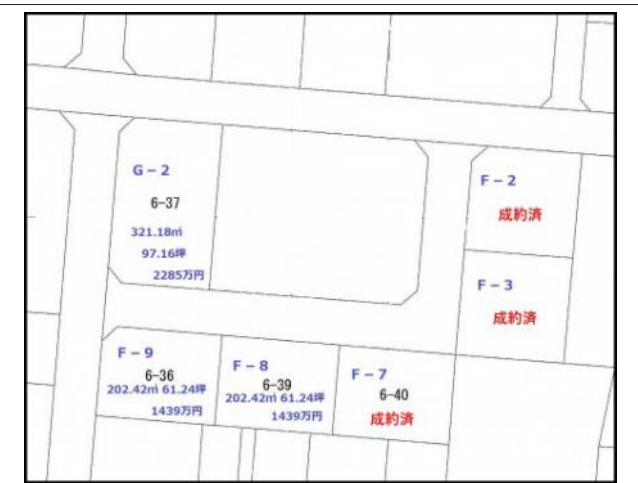 G－2
6-37
321.18㎡
97.16坪
2285万円
F－2
成約済
F－3
成約済
F－9
6-36
202.42㎡ 61.24坪
1439万円
F－8
6-39
202.42㎡ 61.24坪
1439万円
F－7
6-40
成約済